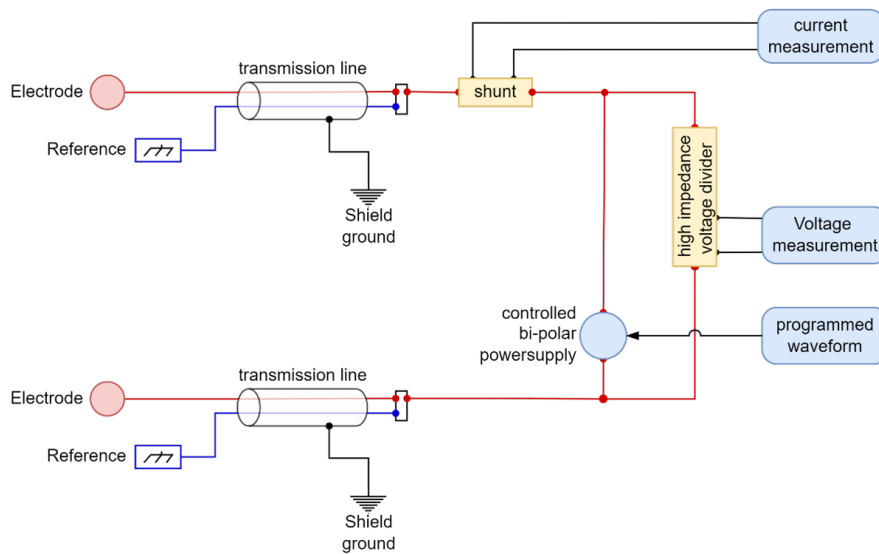 current
measurement
transmission line
Electrode
shunt
Reference
high impedance
voltage divider
Shield
ground
Voltage
measurement
controlled
bi-polar
powersupply
programmed
waveform
transmission line
Electrode
Reference
Shield
ground